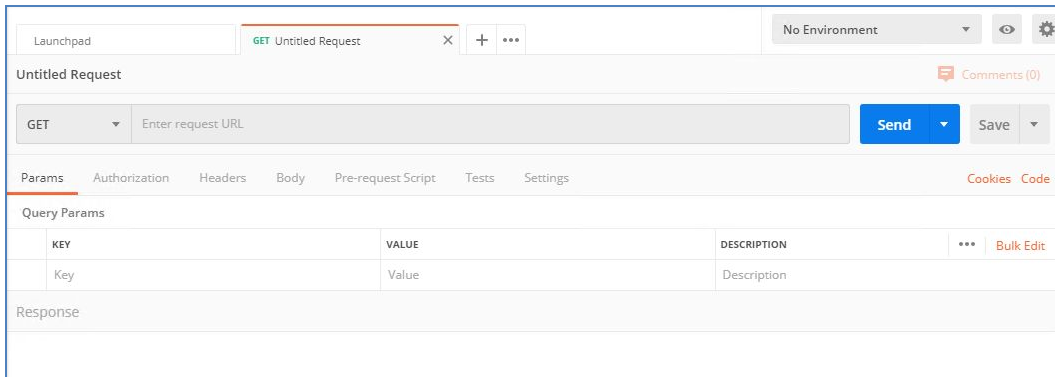 Launchpad
GET Untitled Request
No Environment
Untitled Request
Comments (0)
GET Enter request URL
Send
Save
Params Authorization Headers Body Pre-request Script Tests Settings
Cookies Code
Query Params
KEY VALUE DESCRIPTION
Bulk Edit
Key Value Description
Response